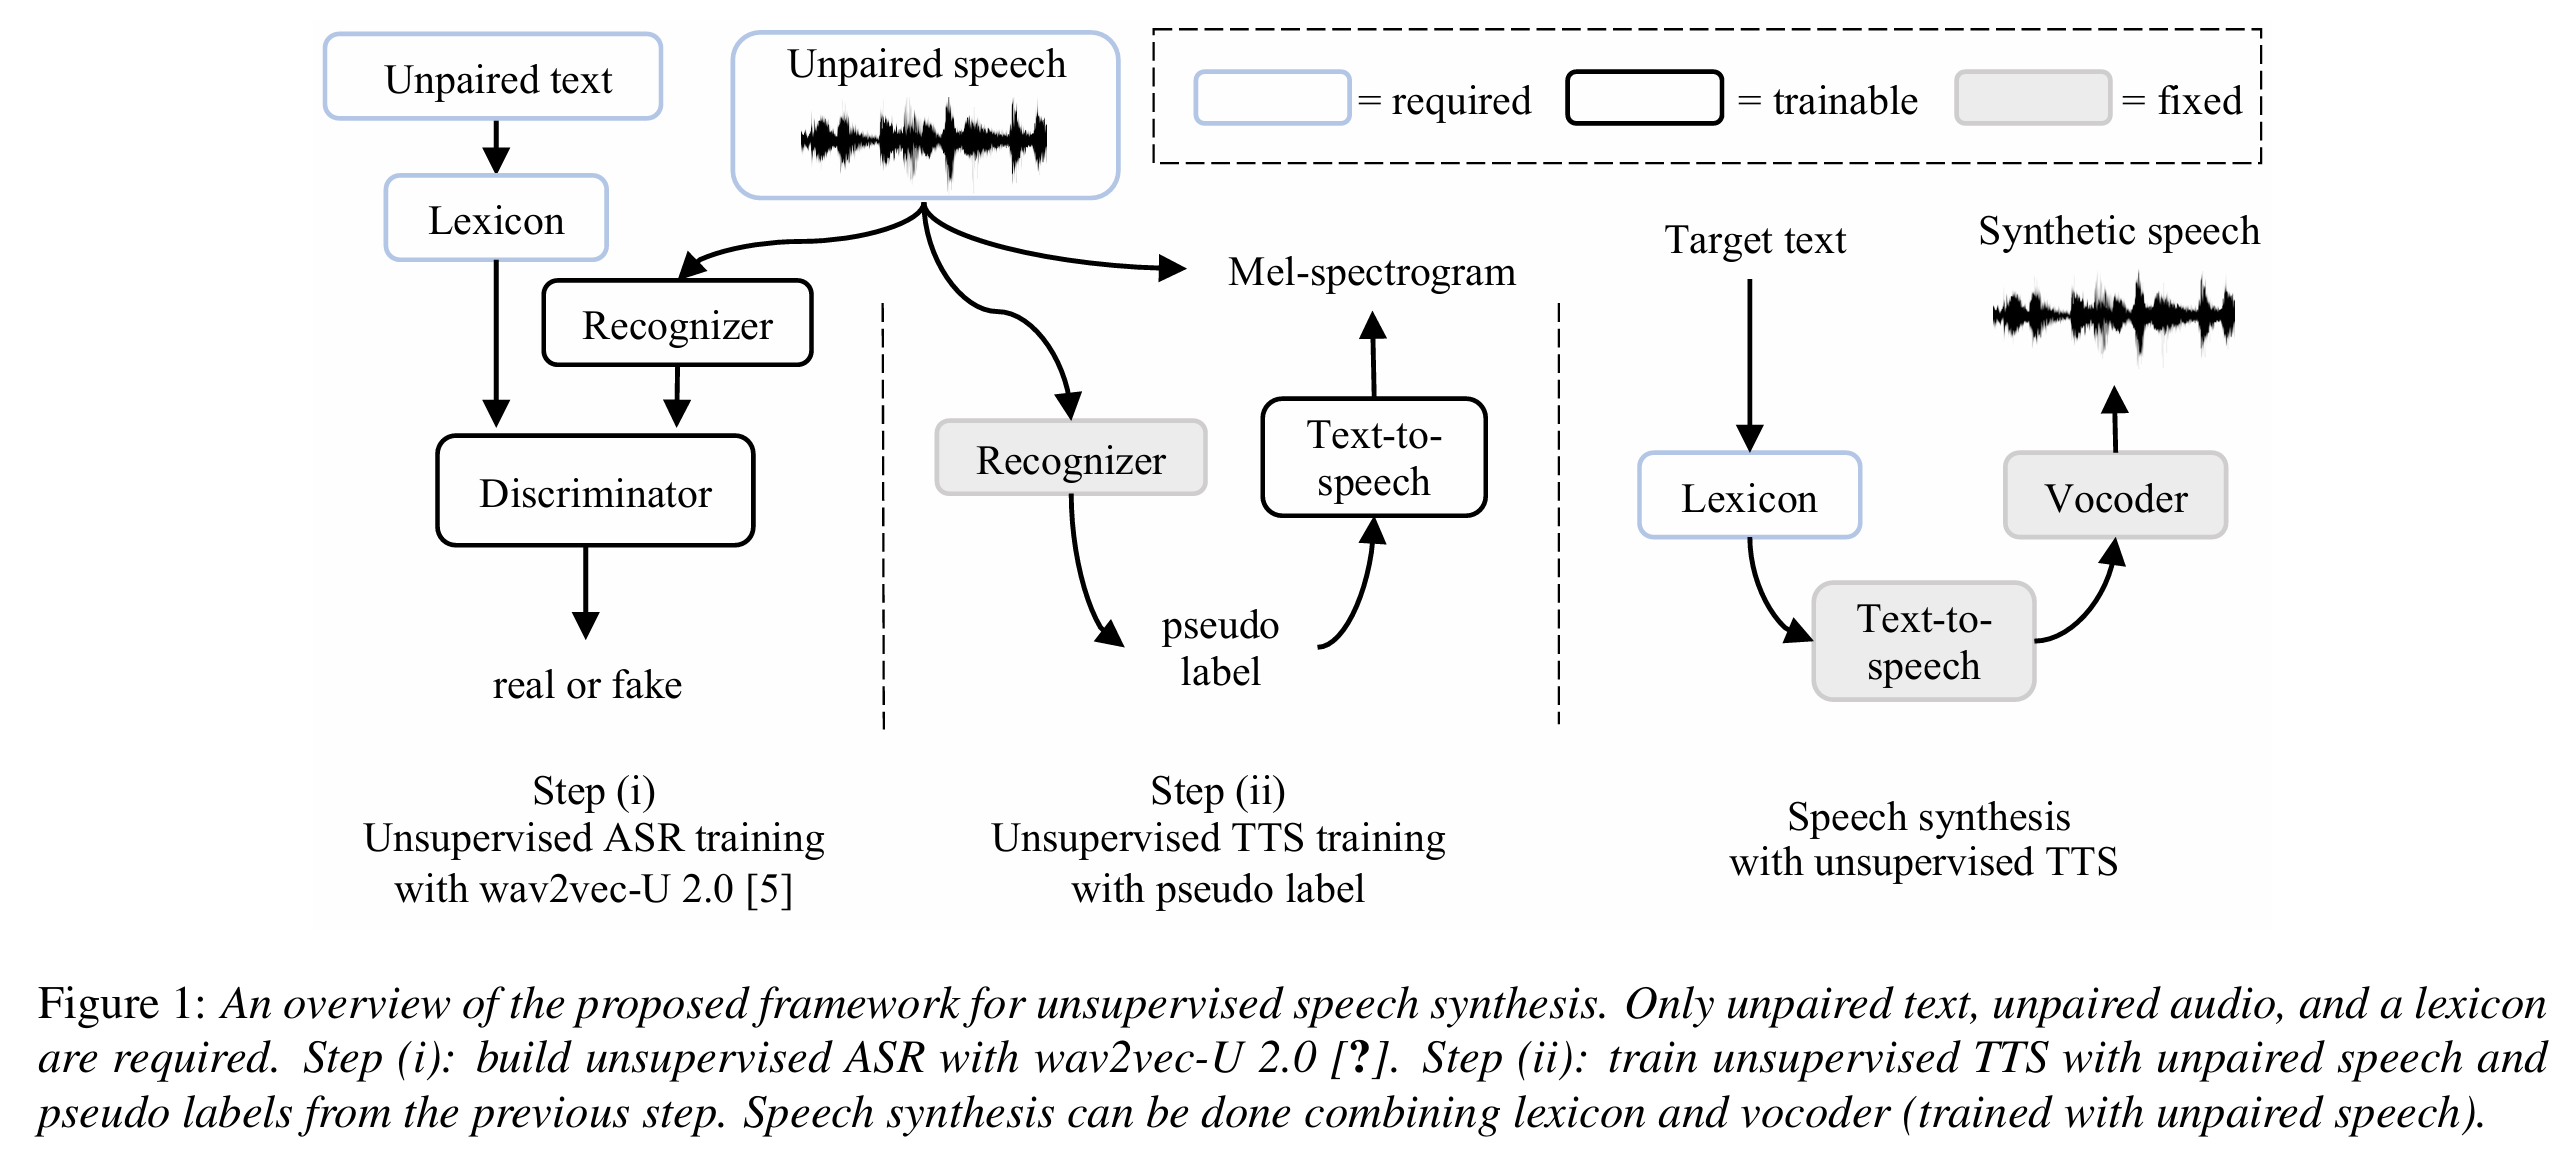 Unpaired text
Unpaired speech
= required
= trainable
= fixed
Lexicon
Recognizer
Discriminator
real or fake
Step (i)
Unsupervised ASR training
with wav2vec-U 2.0 [5]
Mel-spectrogram
Recognizer
Text-to-
speech
pseudo
label
Step (ii)
Unsupervised TTS training
with pseudo label
Target text
Synthetic speech
Lexicon
Vocoder
Text-to-
speech
Speech synthesis
with unsupervised TTS
Figure 1: An overview of the proposed framework for unsupervised speech synthesis. Only unpaired text, unpaired audio, and a lexicon
are required. Step (i): build unsupervised ASR with wav2vec-U 2.0 [?]. Step (ii): train unsupervised TTS with unpaired speech and
pseudo labels from the previous step. Speech synthesis can be done combining lexicon and vocoder (trained with unpaired speech).